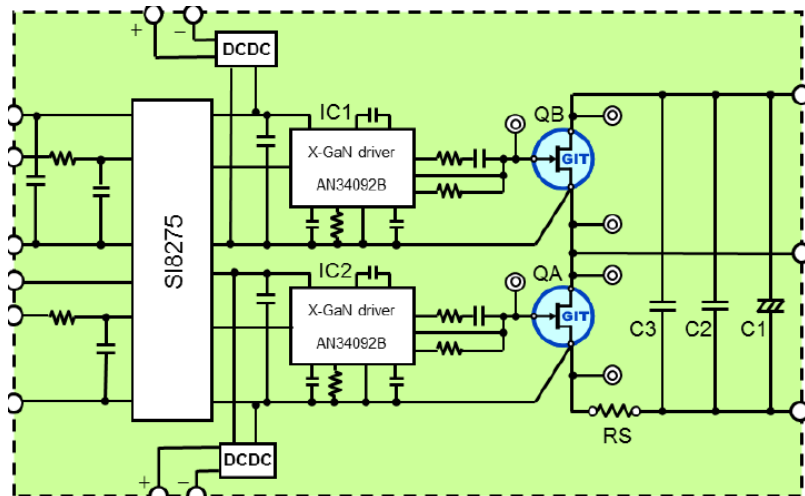 + −
DCDC
IC1
QB
X-GaN driver
AN34092B
GIT
SI8275
IC2
QA
X-GaN driver
AN34092B
GIT
C3 C2 C1
RS
DCDC
+ −